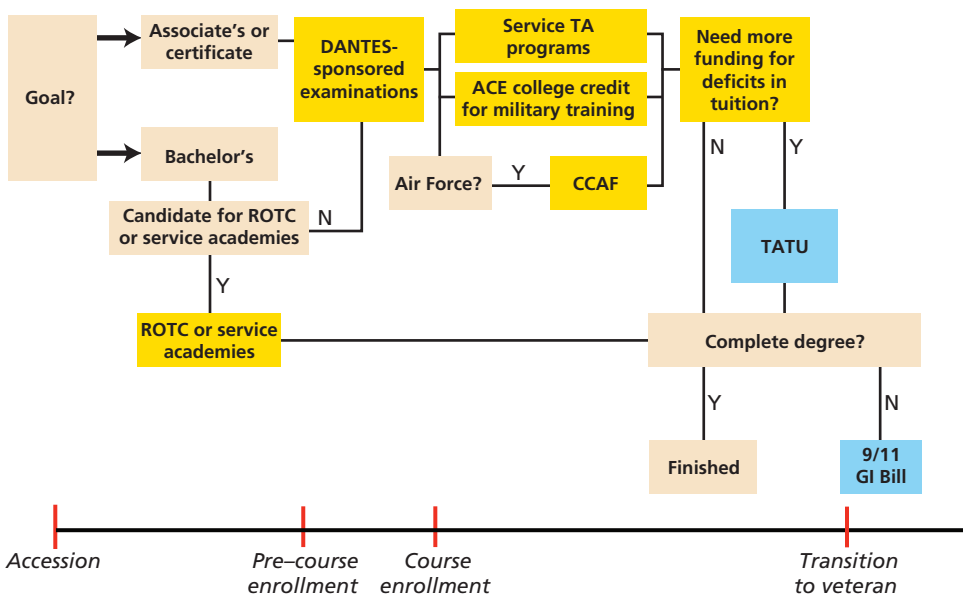 Goal?
Associate's or
certificate
Bachelor's
Candidate for ROTC
or service academies
N
Y
ROTC or service
academies
DANTES-
sponsored
examinations
Service TA
programs
ACE college credit
for military training
Air Force?
Y
CCAF
Need more
funding for
deficits in
tuition?
N
Y
TATU
Complete degree?
Y
N
Finished
9/11
GI Bill
Accession
Pre–course
enrollment
Course
enrollment
Transition
to veteran